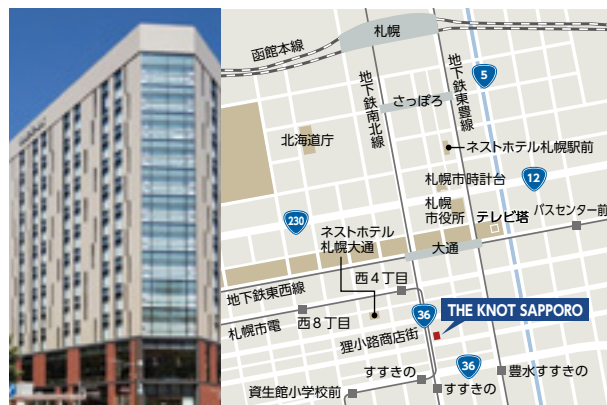 札幌
函館本線
地下鉄南北線
地下鉄東豊線
5
さっぽろ
北海道庁
ネストホテル札幌駅前
札幌市時計台
12
札幌
市役所
テレビ塔
バスセンター前
230
ネストホテル
札幌大通
大通
地下鉄東西線
西4丁目
札幌市電
西8丁目
36
THE KNOT SAPPORO
狸小路商店街
36
すすきの
豊水すすきの
資生館小学校前
すすきの